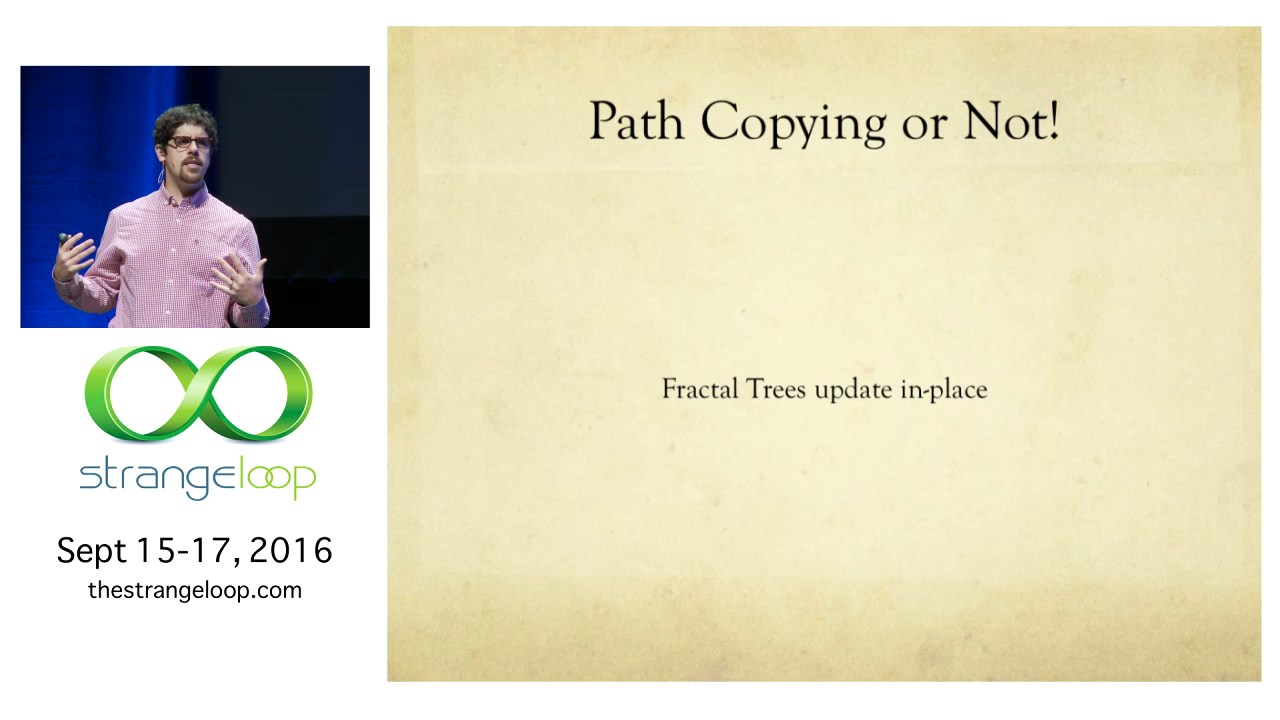 strangeloop
Sept 15-17, 2016
thestrangeloop.com
Path Copying or Not!
Fractal Trees update in-place